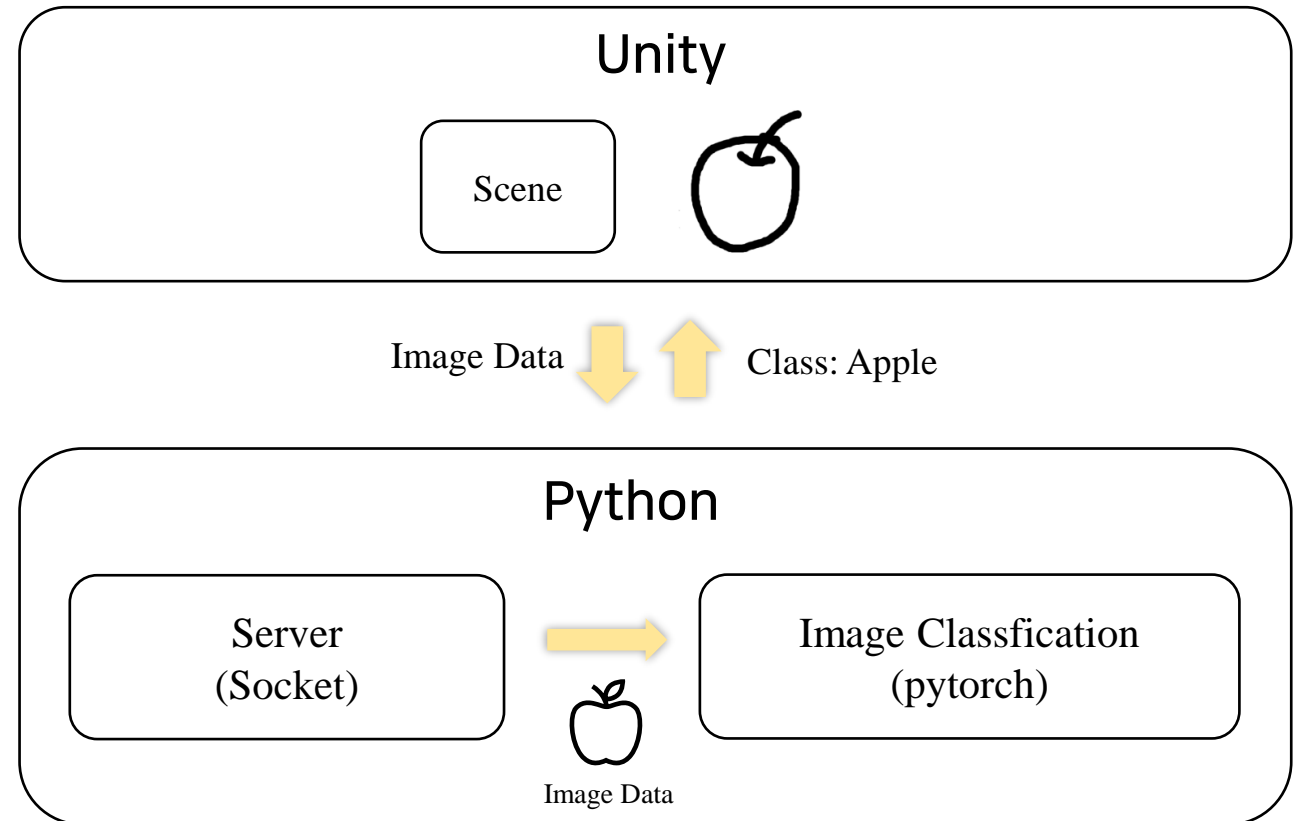 Unity
Scene
Image Data
Class: Apple
Python
Server
(Socket)
Image Classfication
(pytorch)
Image Data